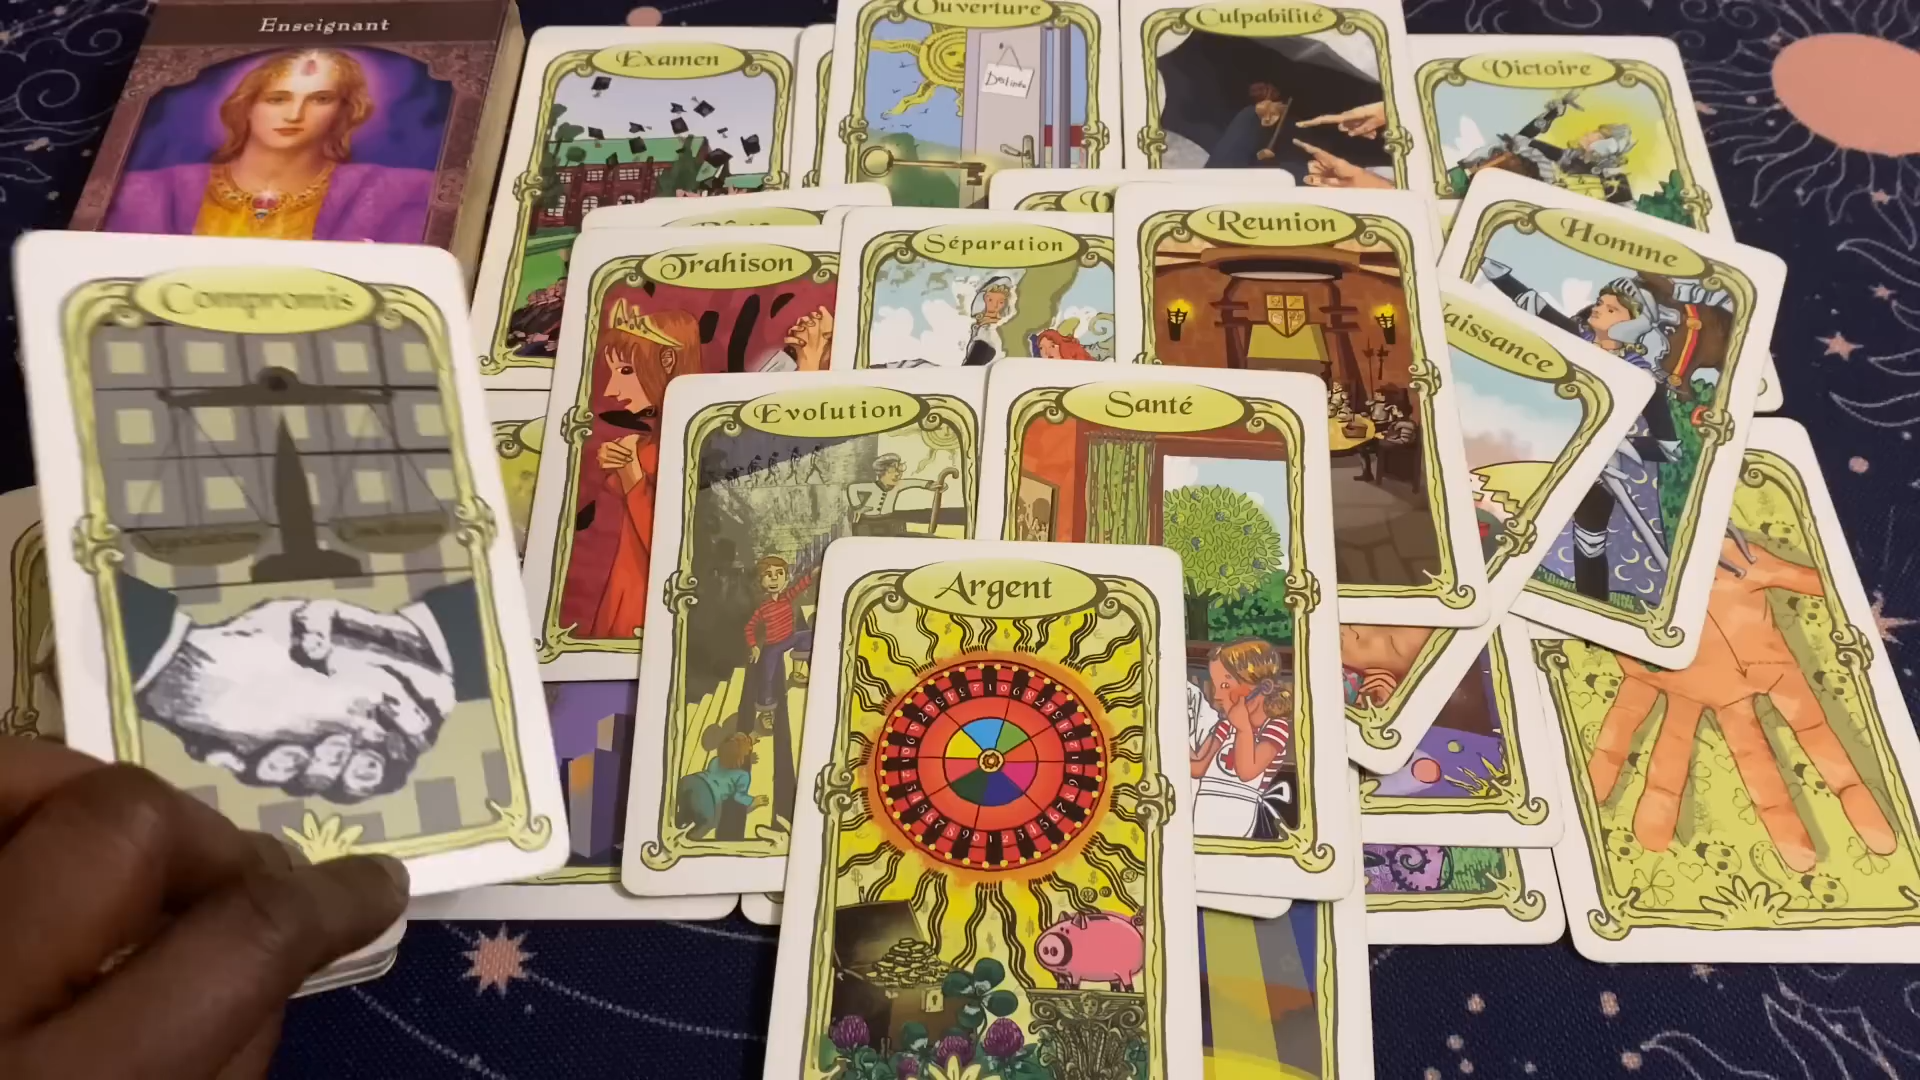 Enseignant
Examen
Ouverture
Culpabilité
Victoire
Compromis
Trahison
Séparation
Reunion
Homme
Naissance
Evolution
Santé
Argent